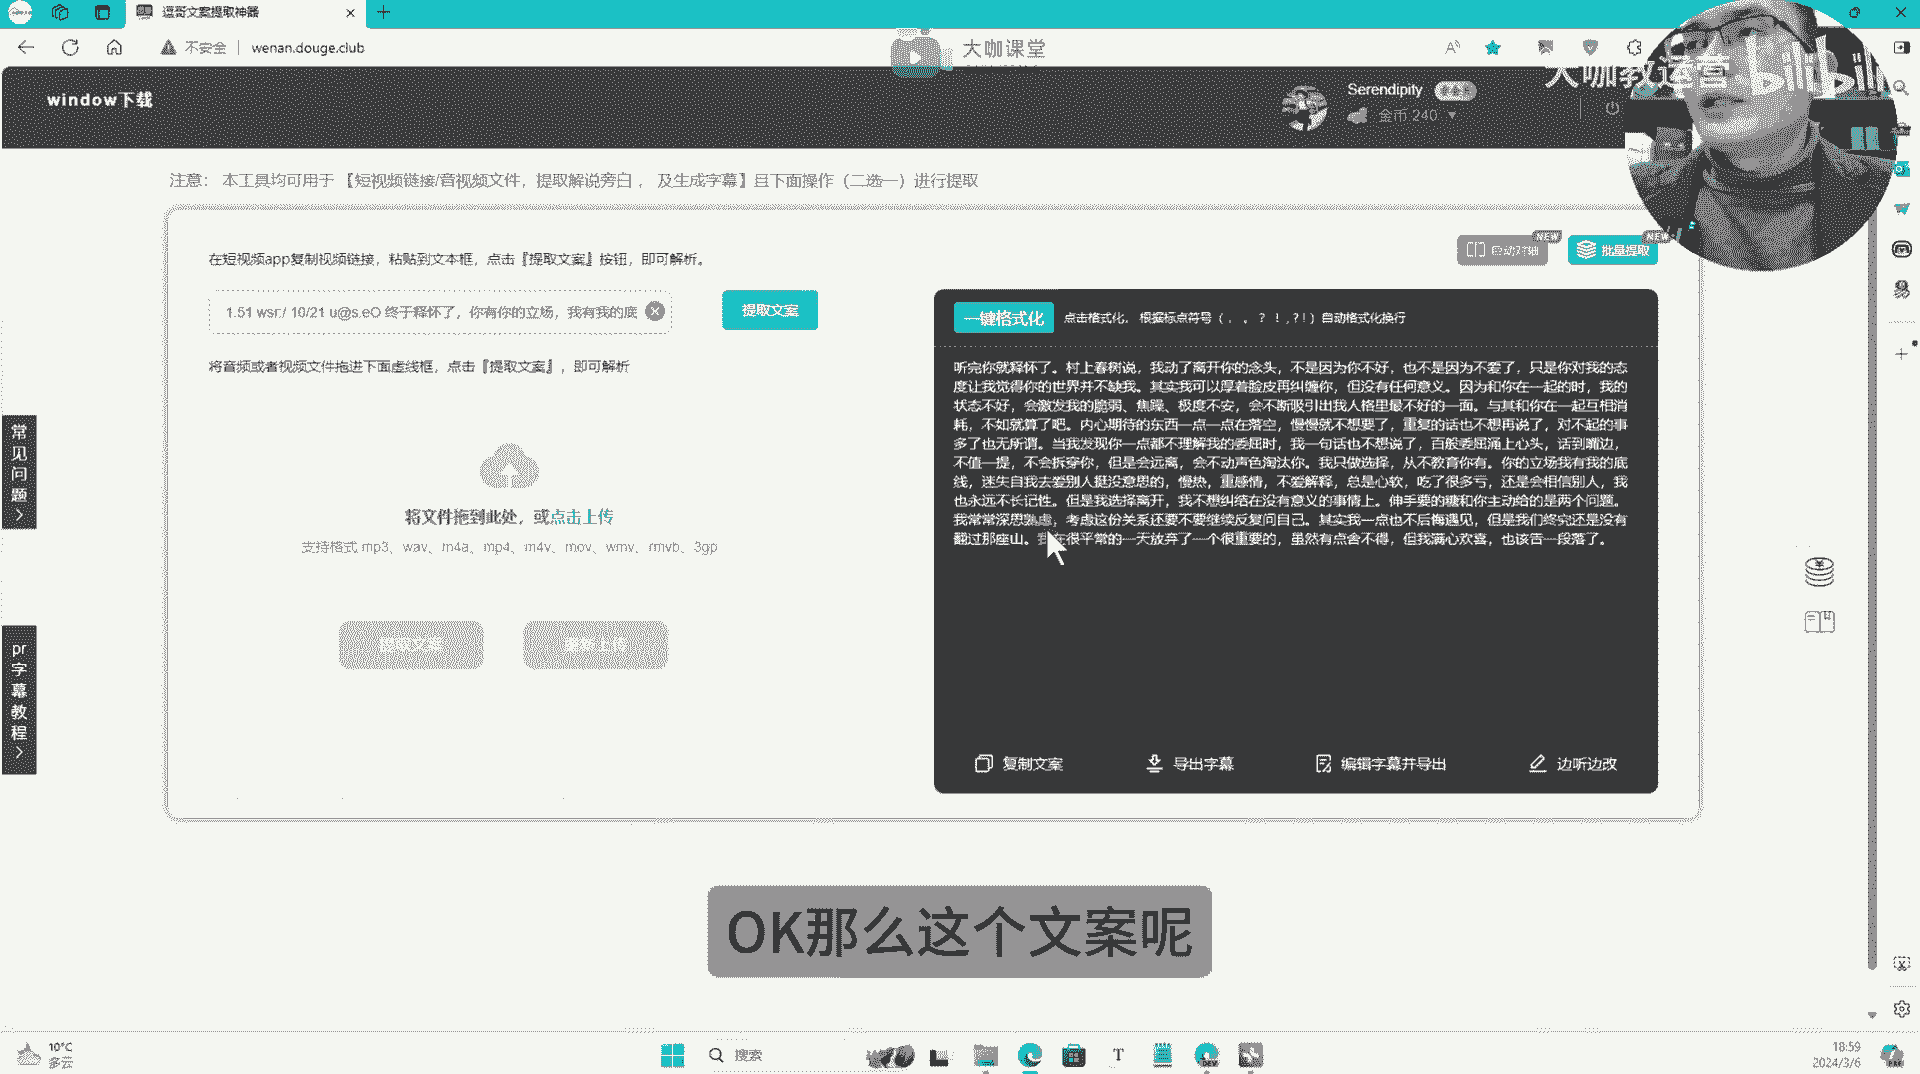 逗哥文案提取神器
不安全
wenan.douge.club
大咖课堂
大咖教运营
bilibili
window下载
Serendipity
金币 240
注意： 本工具均可用于 【短视频链接/音视频文件，提取解说旁白 ， 及生成字幕】且下面操作（二选一）进行提取
在短视频app复制视频链接，粘贴到文本框，点击『提取文案』按钮，即可解析。
NEW
NEW
批量提取
1.51 wsr:/ 10/21 u@s.eO 终于释怀了，你有你的立场，我有我的底
提取文案
将音频或者视频文件拖进下面虚线框，点击『提取文案』，即可解析
将文件拖到此处，或点击上传
支持格式 mp3、wav、m4a、mp4、m4v、mov、wmv、rmvb、3gp
提取文案
重新上传
一键格式化
点击格式化， 根据标点符号（ 。 ？ ！,?!）自动格式化换行
听完你就释怀了。村上春树说，我动了离开你的念头，不是因为你不好，也不是因为不爱了，只是你对我的态
度让我觉得你的世界并不缺我。其实我可以厚着脸皮再纠缠你，但没有任何意义。因为和你在一起的时，我的
状态不好，会激发我的脆弱、焦躁、极度不安，会不断吸引出我人格里最不好的一面。与其和你在一起互相消
耗，不如就算了吧。内心期待的东西一点一点在落空，慢慢就不想要了，重复的话也不想再说了，对不起的事
多了也无所谓。当我发现你一点都不理解我的委屈时，我一句话也不想说了，百般委屈涌上心头，话到嘴边，
不值一提，不会拆穿你，但是会远离，会不动声色淘汰你。我只做选择，从不教育你有。你的立场我有我的底
线，迷失自我去爱别人挺没意思的，慢热，重感情，不爱解释，总是心软，吃了很多亏，还是会相信别人，我
也永远不长记性。但是我选择离开，我不想纠结在没有意义的事情上。伸手要的糖和你主动给的是两个问题。
我常常深思熟虑，考虑这份关系还要不要继续反复问自己。其实我一点也不后悔遇见，但是我们终究还是没有
翻过那座山。我在很平常的一天放弃了一个很重要的，虽然有点舍不得，但我满心欢喜，也该告一段落了。
复制文案
导出字幕
编辑字幕并导出
边听边改
常见问题
pr字幕教程
OK那么这个文案呢
10°C
多云
搜索
18:59
2024/3/6